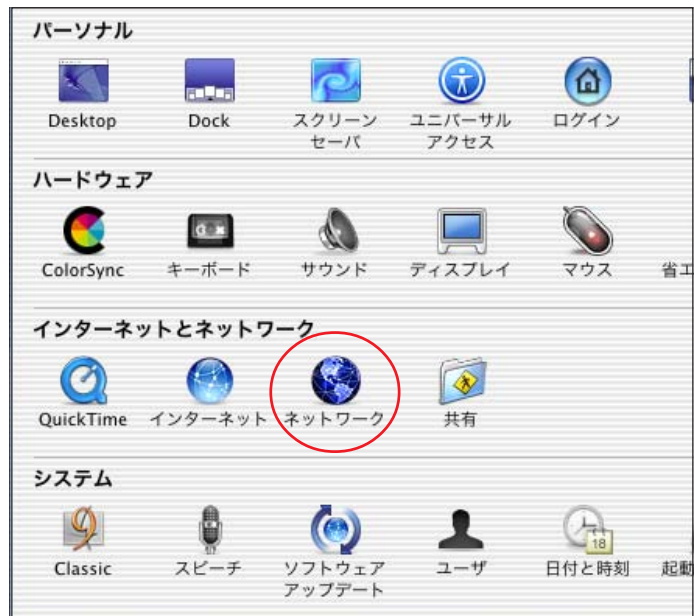 パーソナル
Desktop Dock スクリーン ユニバーサル ログイン
セーバ アクセス
ハードウェア
ColorSync キーボード サウンド ディスプレイ マウス 省エ
インターネットとネットワーク
QuickTime インターネット ネットワーク 共有
システム
Classic スピーチ ソフトウェア ユーザ 日付と時刻 起動
アップデート